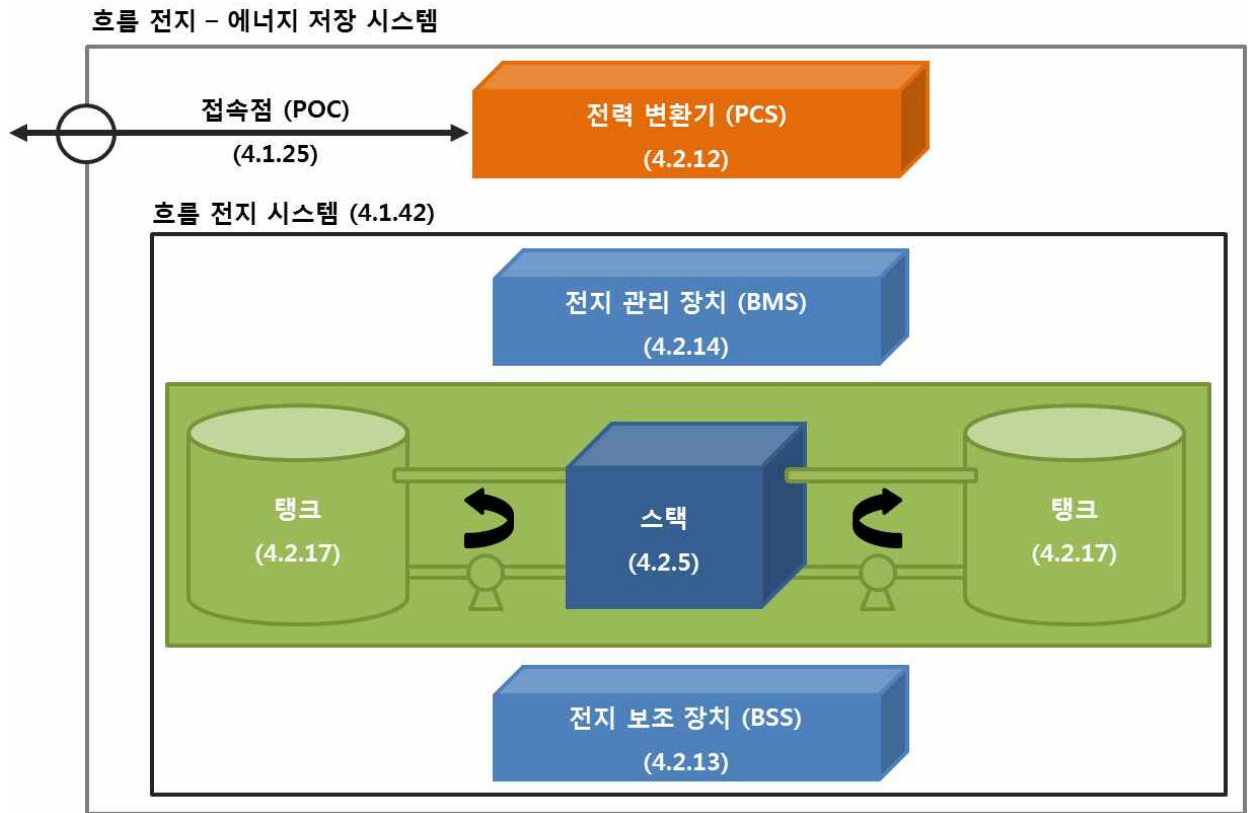 흐름 전지 – 에너지 저장 시스템
접속점 (POC)
(4.1.25)
전력 변환기 (PCS)
(4.2.12)
흐름 전지 시스템 (4.1.42)
전지 관리 장치 (BMS)
(4.2.14)
탱크
(4.2.17)
스택
(4.2.5)
탱크
(4.2.17)
전지 보조 장치 (BSS)
(4.2.13)